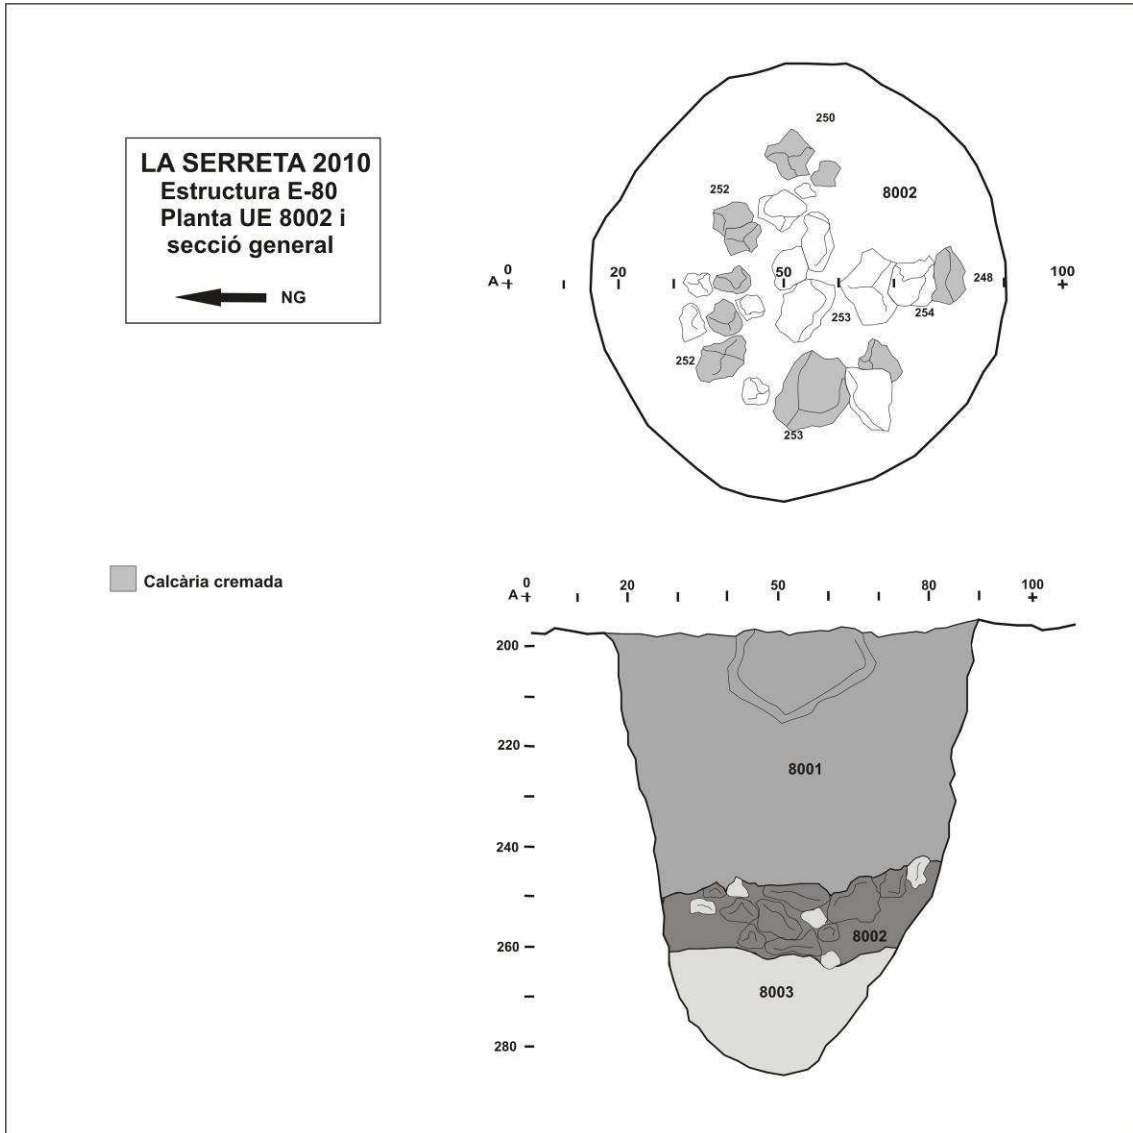 LA SERRETA 2010
Estructura E-80
Planta UE 8002 i
secció general
NG
250
252
8002
A 0 20 50 100
248
253
254
252
253
Calcària cremada
A 0 20 50 80 100
200
220
8001
240
8002
260
8003
280